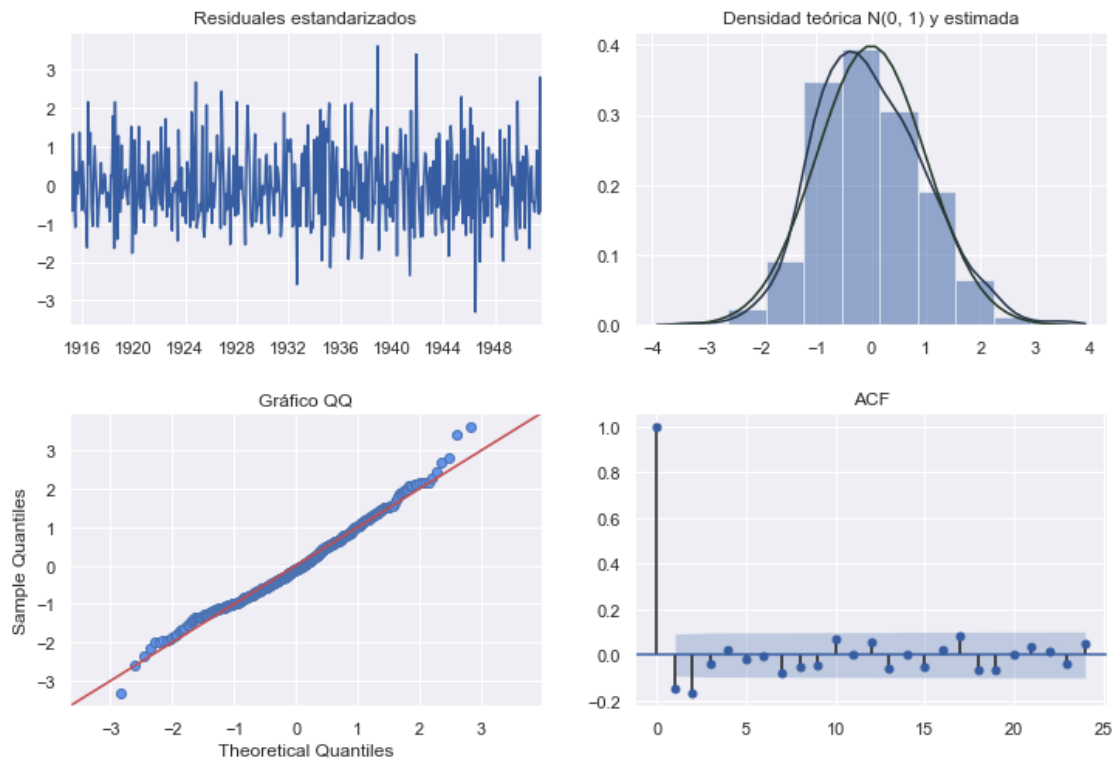 Residuales estandarizados
3
2
1
0
−1
−2
−3
1916 1920 1924 1928 1932 1936 1940 1944 1948
Densidad teórica N(0, 1) y estimada
0.4
0.3
0.2
0.1
0.0
−4 −3 −2 −1 0 1 2 3 4
Gráfico QQ
Sample Quantiles
3
2
1
0
−1
−2
−3
−3 −2 −1 0 1 2 3
Theoretical Quantiles
ACF
1.0
0.8
0.6
0.4
0.2
0.0
−0.2
0 5 10 15 20 25